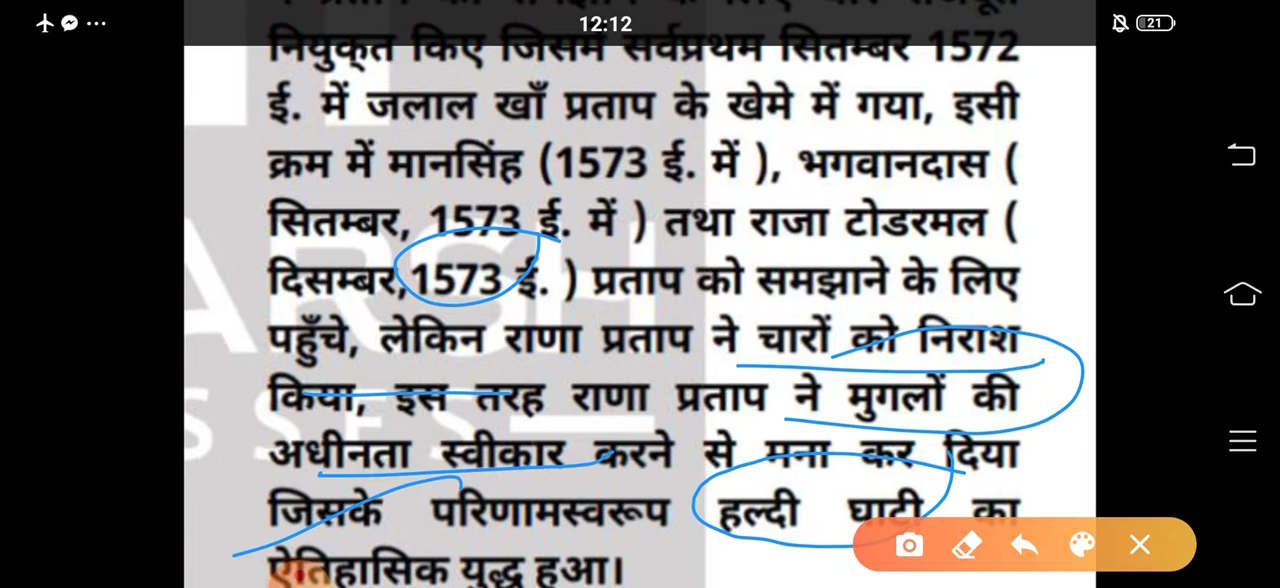 12:12
21
नियुक्त किए जिसमें सर्वप्रथम सितम्बर 1572
ई. में जलाल खाँ प्रताप के खेमे में गया, इसी
क्रम में मानसिंह (1573 ई. में ), भगवानदास (
सितम्बर, 1573 ई. में ) तथा राजा टोडरमल (
दिसम्बर,1573 ई. ) प्रताप को समझाने के लिए
पहुँचे, लेकिन राणा प्रताप ने चारों को निराश
किया, इस तरह राणा प्रताप ने मुगलों की
अधीनता स्वीकार करने से मना कर दिया
जिसके परिणामस्वरूप हल्दी घाटी का
ऐतिहासिक युद्ध हुआ।